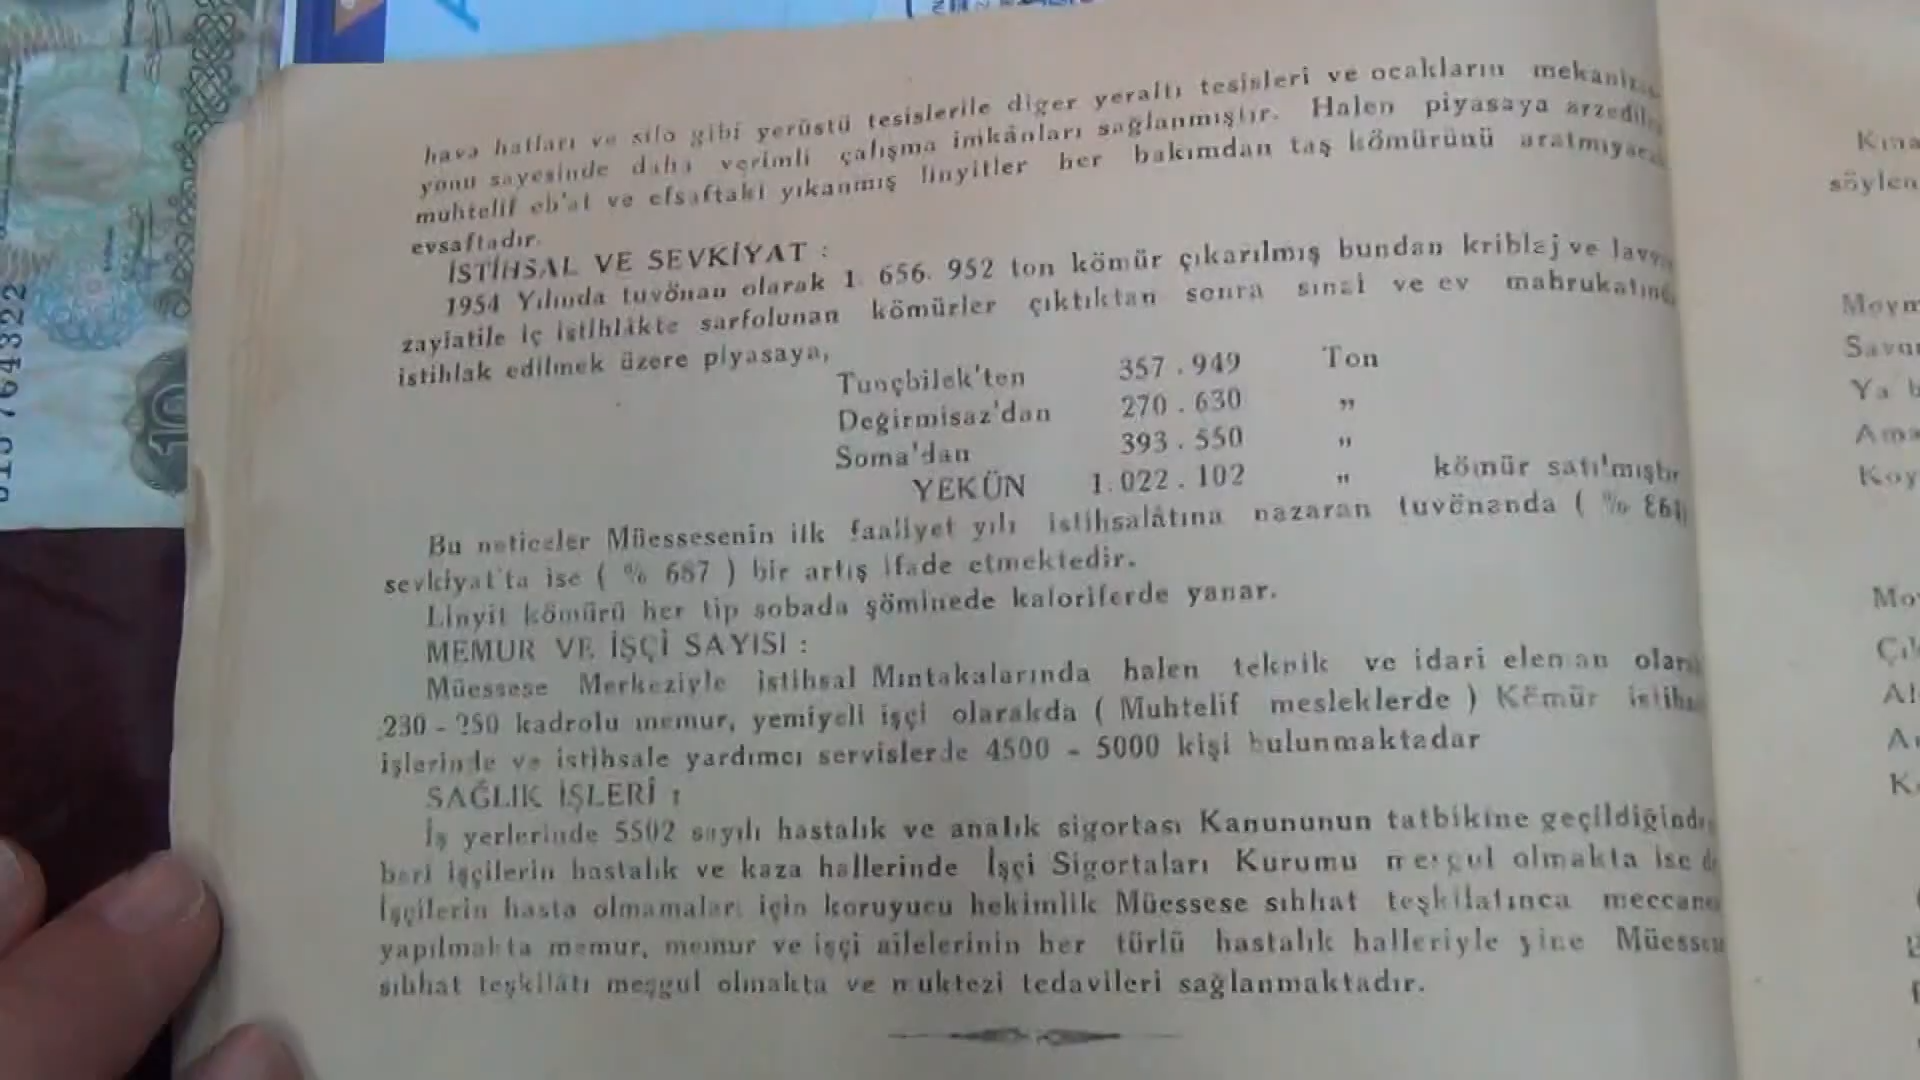 hava hatları ve silo gibi yerüstü tesislerile diger yeraltı tesisleri ve ocakların
yonu sayesinde daha verimli çalışma imkânları sağlanmıştır. Halen piyasaya
muhtelif eb'at ve efsaftaki yıkanmış linyitler her bakımdan taş kömürünü
evsaftadır.
İSTİHSAL VE SEVKİYAT :
1954 Yılında tuvönan olarak 1. 656. 952 ton kömür çıkarılmış bundan kriblaj ve
zayiatile iç istihlâkte sarfolunan kömürler çıktıktan sonra sınai ve ev
istihlak edilmek üzere piyasaya,
Tunçbilek'ten 357 . 949 Ton
Değirmisaz'dan 270 . 630 "
Soma'dan 393 . 550 "
YEKÜN 1.022 . 102 " kömür satılmıştır
Bu neticeler Müessesenin ilk faaliyet yılı istihsalâtına nazaran tuvönanda ( %
sevkiyat'ta ise ( % 687 ) bir artış ifade etmektedir.
Linyit kömürü her tip sobada şöminede kaloriferde yanar.
MEMUR VE İŞÇİ SAYISI :
Müessese Merkeziyle istihsal Mıntakalarında halen teknik ve idari eleman
230 - 250 kadrolu memur, yemiyeli işçi olarakda ( Muhtelif mesleklerde ) Kömür
işlerinde ve istihsale yardımcı servislerde 4500 - 5000 kişi bulunmaktadar
SAĞLIK İŞLERİ :
İş yerlerinde 5502 sayılı hastalık ve analık sigortası Kanununun tatbikine
beri işçilerin hastalık ve kaza hallerinde İşçi Sigortaları Kurumu meşgul olmakta ise
İşçilerin hasta olmamaları için koruyucu hekimlik Müessese sıhhat teşkilatınca
yapılmakta memur, memur ve işçi ailelerinin her türlü hastalık halleriyle yine
sıhhat teşkilâtı meşgul olmakta ve muktezi tedavileri sağlanmaktadır.